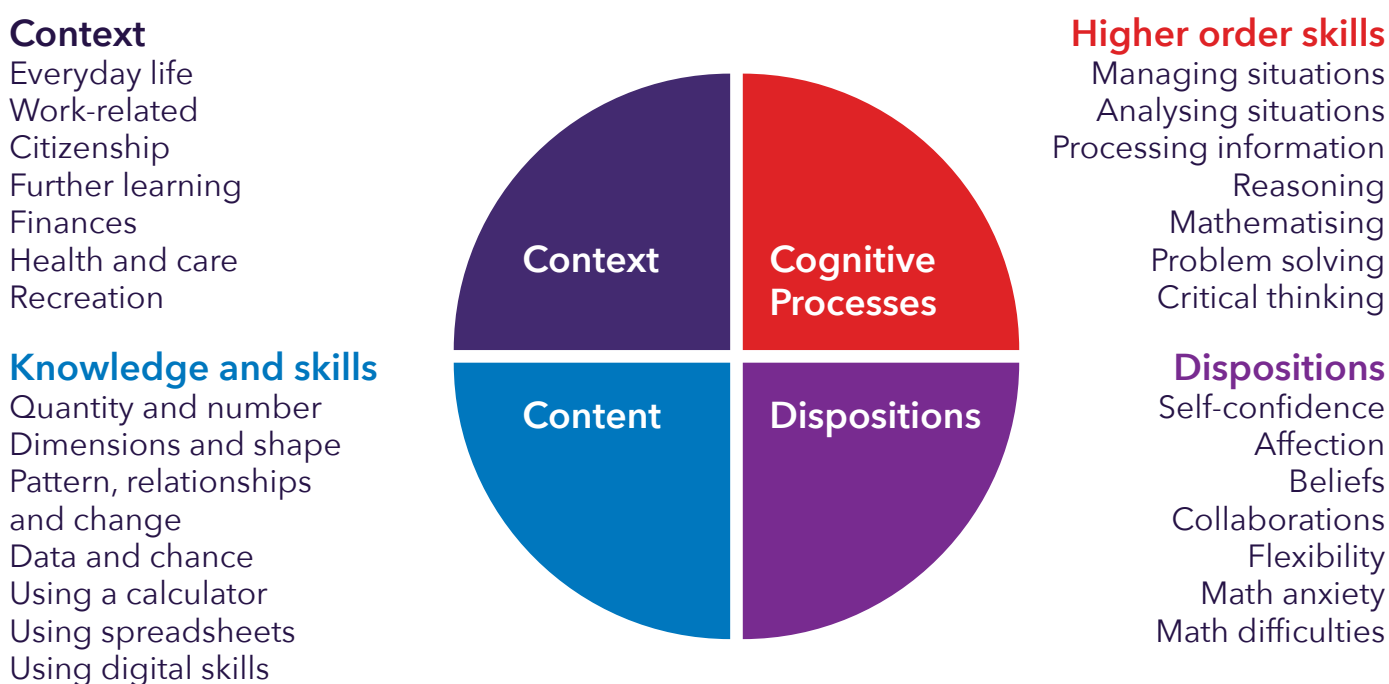 Context
Everyday life
Work-related
Citizenship
Further learning
Finances
Health and care
Recreation
Knowledge and skills
Quantity and number
Dimensions and shape
Pattern, relationships
and change
Data and chance
Using a calculator
Using spreadsheets
Using digital skills
Context
Cognitive
Processes
Content
Dispositions
Higher order skills
Managing situations
Analysing situations
Processing information
Reasoning
Mathematising
Problem solving
Critical thinking
Dispositions
Self-confidence
Affection
Beliefs
Collaborations
Flexibility
Math anxiety
Math difficulties